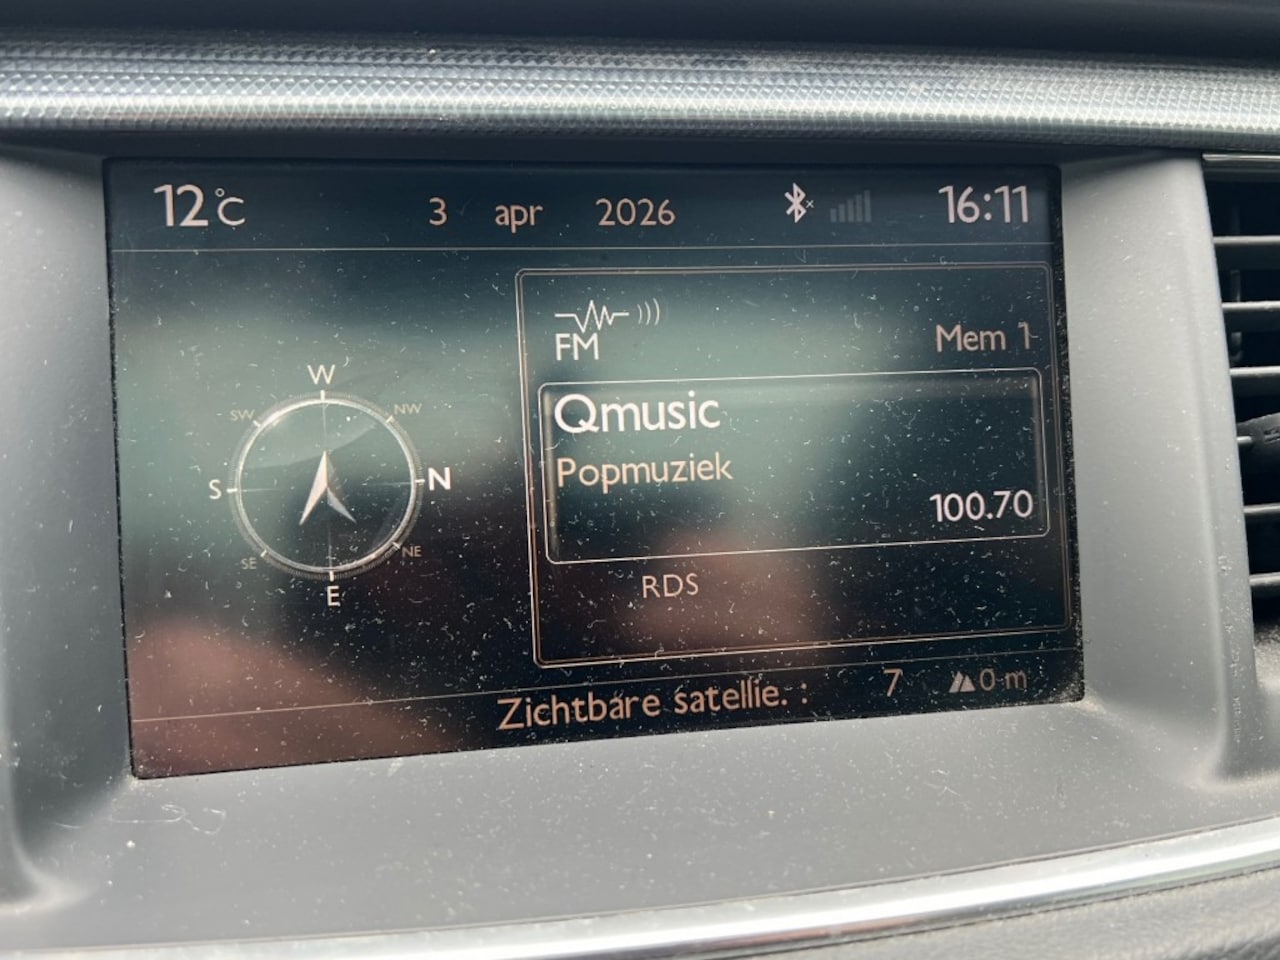 12°C 3 apr 2026 16:11
FM
Mem 1
Qmusic
Popmuziek
100.70
RDS
W
SW NW
S N
SE NE
E
Zichtbare satellie. : 7 0 m